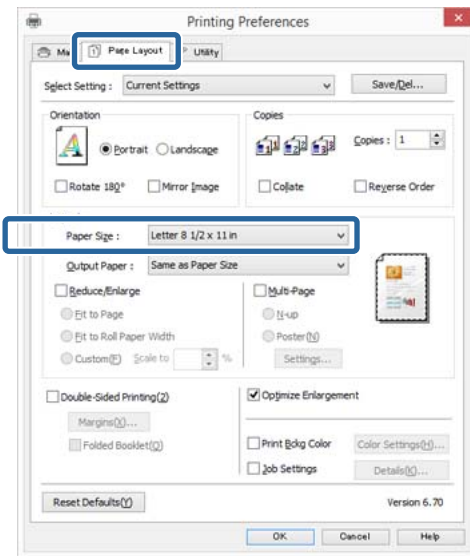 Printing Preferences
Page Layout
Utility
Select Setting : Current Settings Save/Del...
Orientation
Copies
Portrait Landscape
Copies : 1
Rotate 180° Mirror Image
Collate Reverse Order
Paper Size : Letter 8 1/2 x 11 in
Output Paper : Same as Paper Size
Reduce/Enlarge
Multi-Page
Fit to Page
N-up
Fit to Roll Paper Width
Poster(N)
Custom(F) Scale to %
Settings...
Double-Sided Printing(2)
Optimize Enlargement
Margins(X)...
Folded Booklet(Q)
Print Bckg Color Color Settings(H)...
Job Settings Details(K)...
Reset Defaults(Y)
Version 6.70
OK Cancel Help